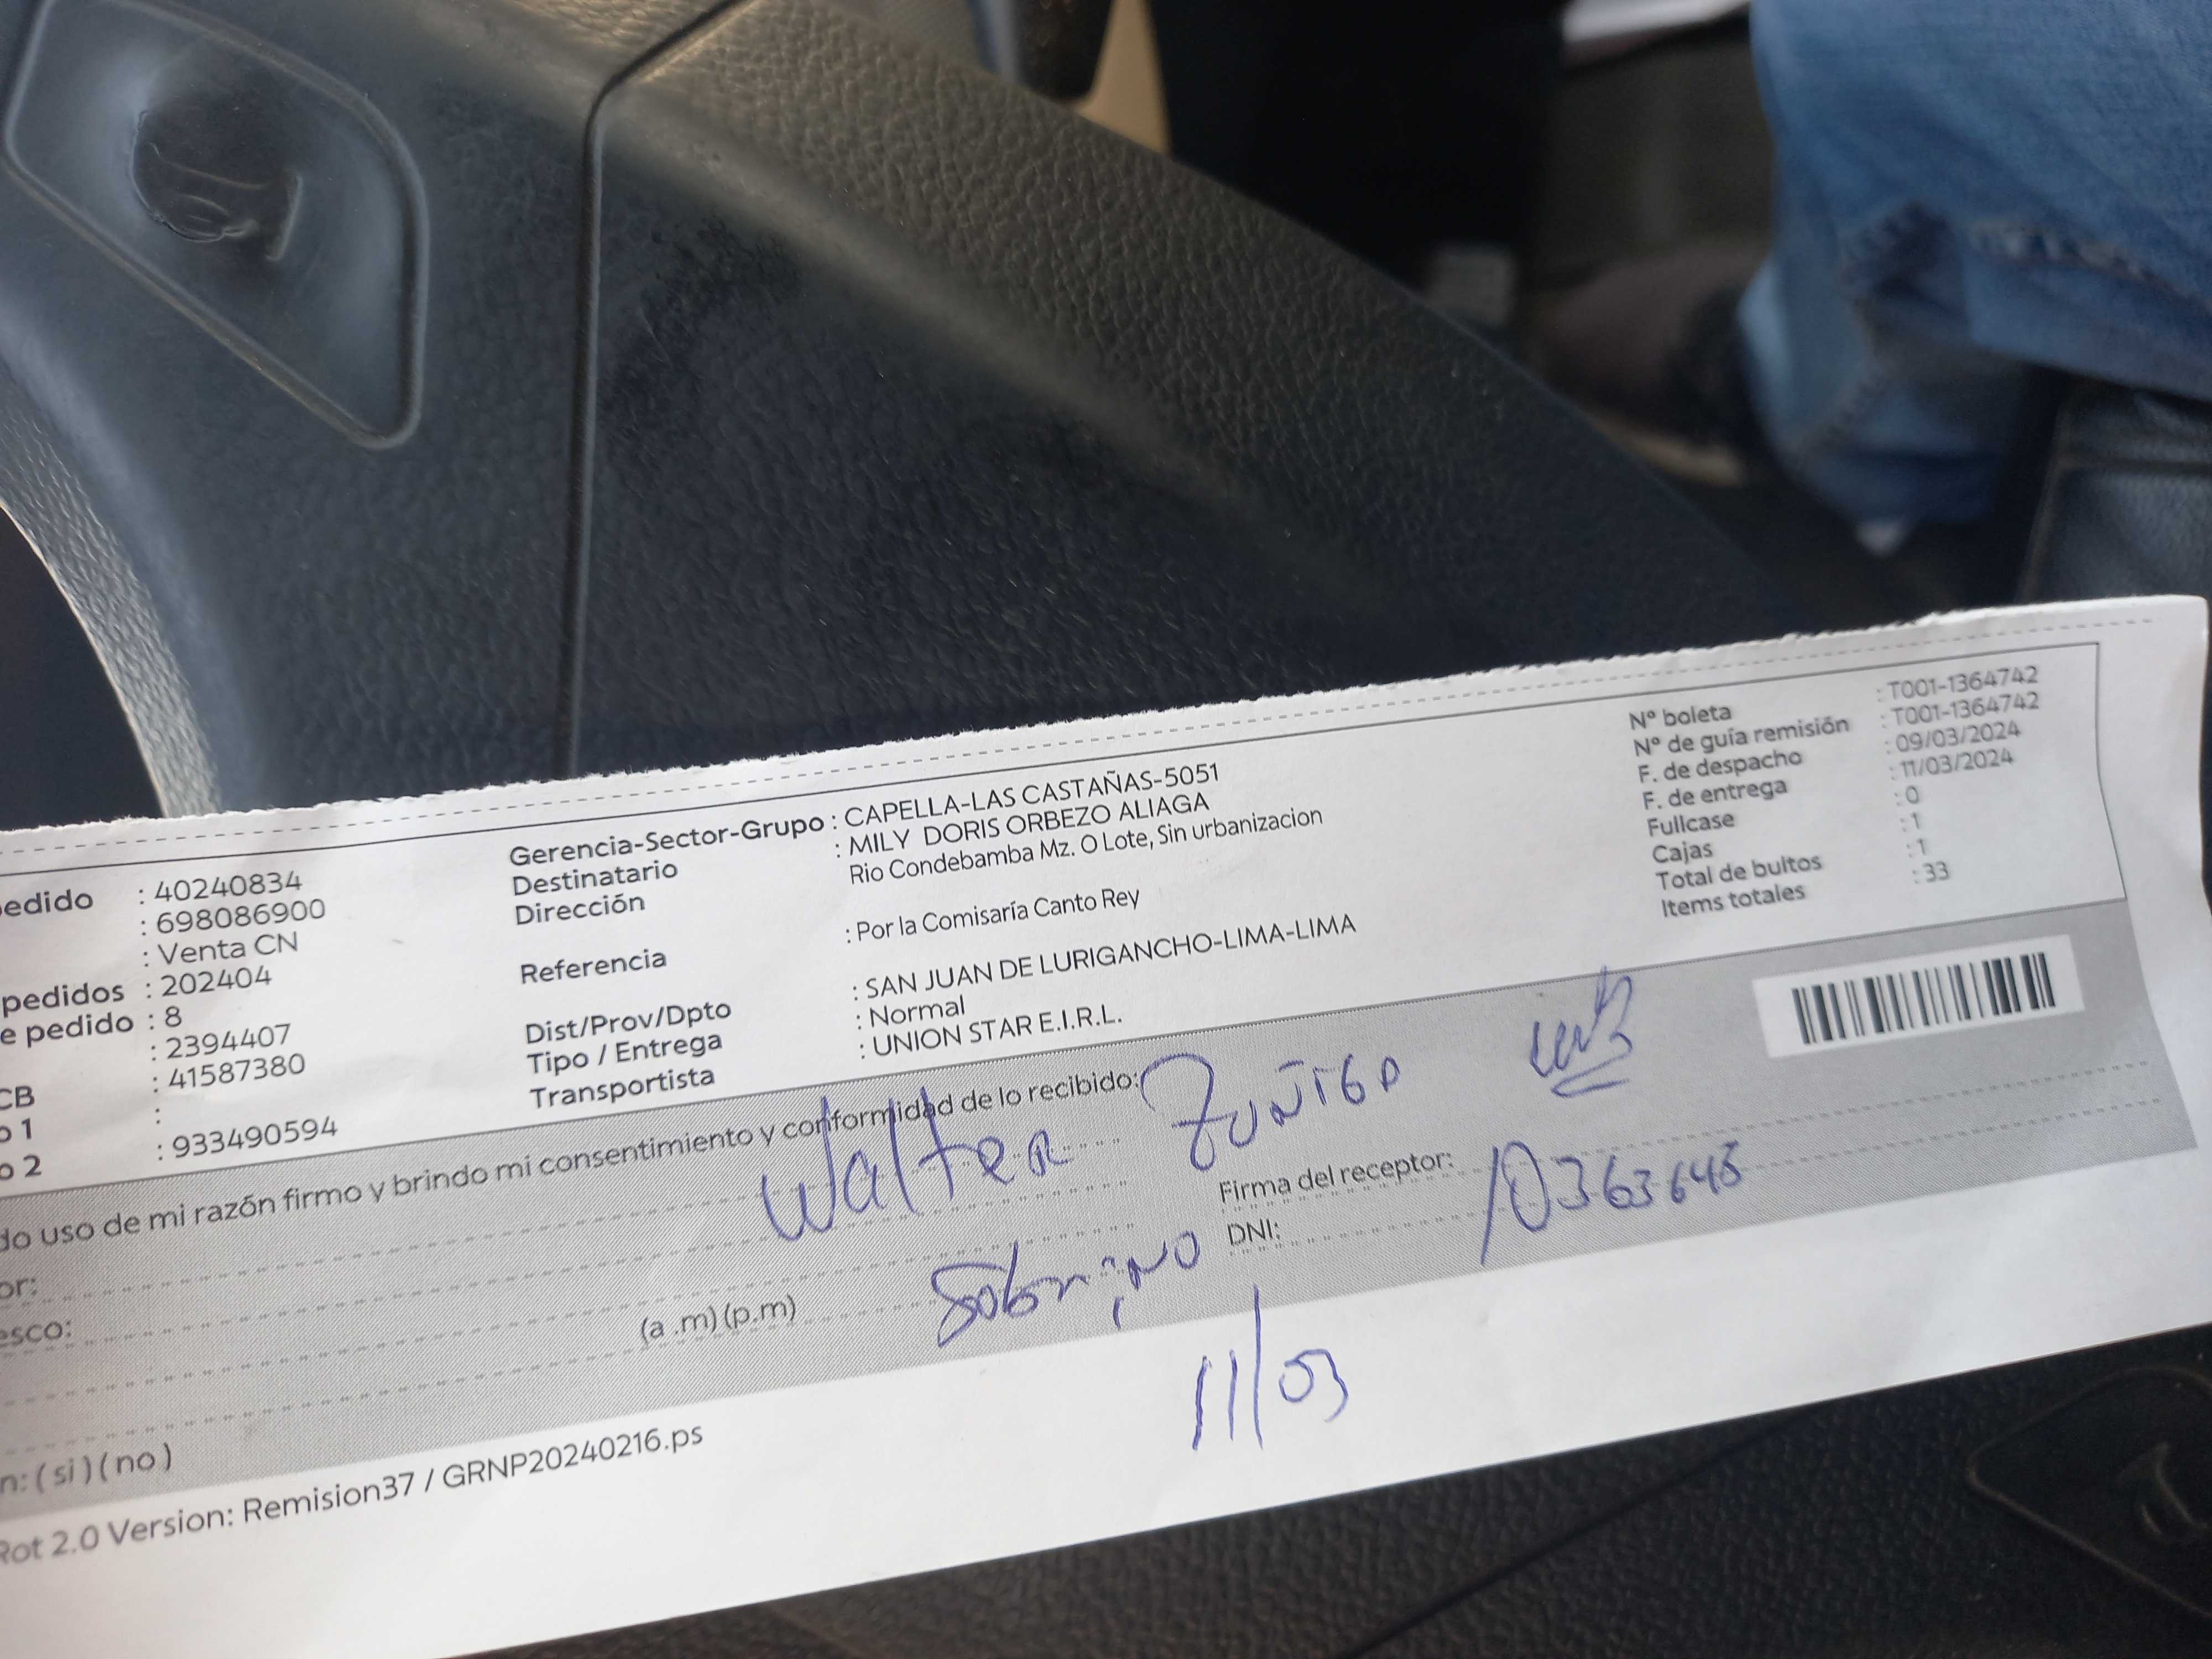 edido : 40240834
: 698086900
: Venta CN
pedidos : 202404
e pedido : 8
: 2394407
CB : 41587380
o 1 :
o 2 : 933490594
Gerencia-Sector-Grupo : CAPELLA-LAS CASTAÑAS-5051
Destinatario : MILY DORIS ORBEZO ALIAGA
Dirección Rio Condebamba Mz. O Lote, Sin urbanizacion
Referencia : Por la Comisaría Canto Rey
Dist/Prov/Dpto : SAN JUAN DE LURIGANCHO-LIMA-LIMA
Tipo / Entrega : Normal
Transportista : UNION STAR E.I.R.L.
Nº boleta : T001-1364742
Nº de guía remisión : T001-1364742
F. de despacho : 09/03/2024
F. de entrega : 11/03/2024
Fullcase : 0
Cajas : 1
Total de bultos : 1
Items totales : 33
do uso de mi razón firmo y brindo mi consentimiento y conformidad de lo recibido:
Walter Zuñiga
or:
Firma del receptor:
esco:
Sobrino
DNI: 10363645
(a .m) (p.m)
11/03
n: ( si ) ( no )
Rot 2.0 Version: Remision37 / GRNP20240216.ps